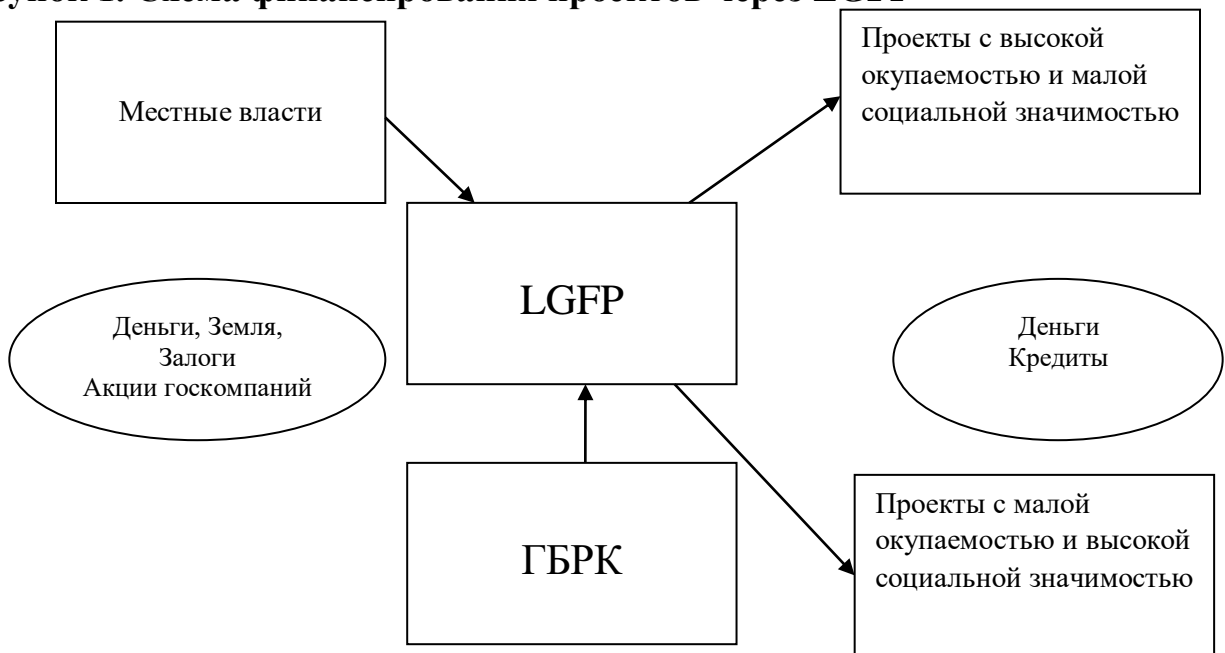 Местные власти
Проекты с высокой
окупаемостью и малой
социальной значимостью
LGFP
Деньги, Земля,
Залоги
Акции госкомпаний
Деньги
Кредиты
ГБРК
Проекты с малой
окупаемостью и высокой
социальной значимостью